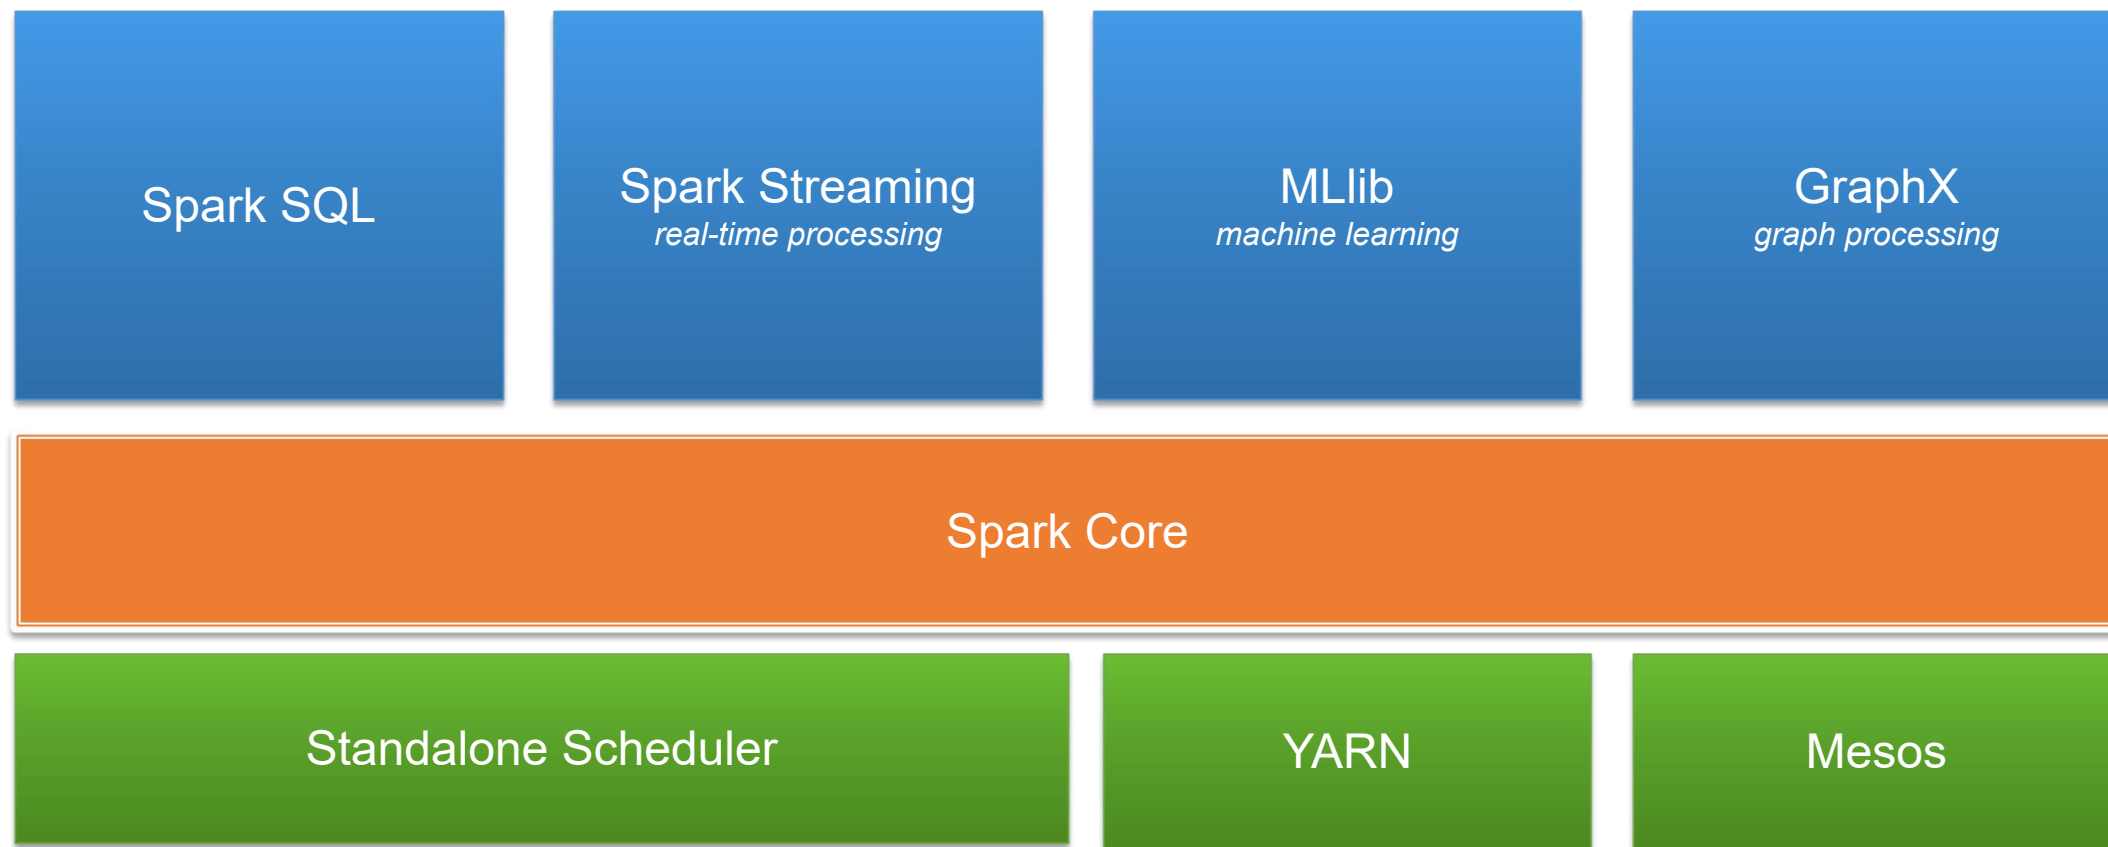 Spark SQL
Spark Streaming
real-time processing
MLlib
machine learning
GraphX
graph processing
Spark Core
Standalone Scheduler
YARN
Mesos